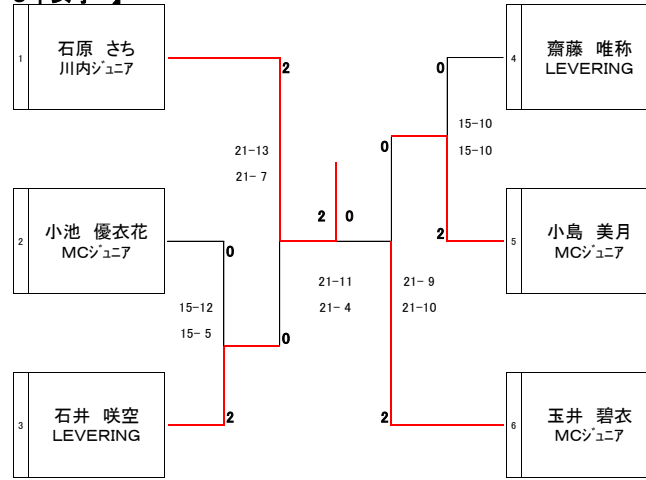 1
石原 さち
川内ｼﾞｭﾆｱ
2
小池 優衣花
MCｼﾞｭﾆｱ
3
石井 咲空
LEVERING
2
21-13
21- 7
0
15-12
15- 5
0
2
2 0
21-11
21- 4
0
21- 9
21-10
2
0
15-10
15-10
2
4
齋藤 唯称
LEVERING
5
小島 美月
MCｼﾞｭﾆｱ
6
玉井 碧衣
MCｼﾞｭﾆｱ